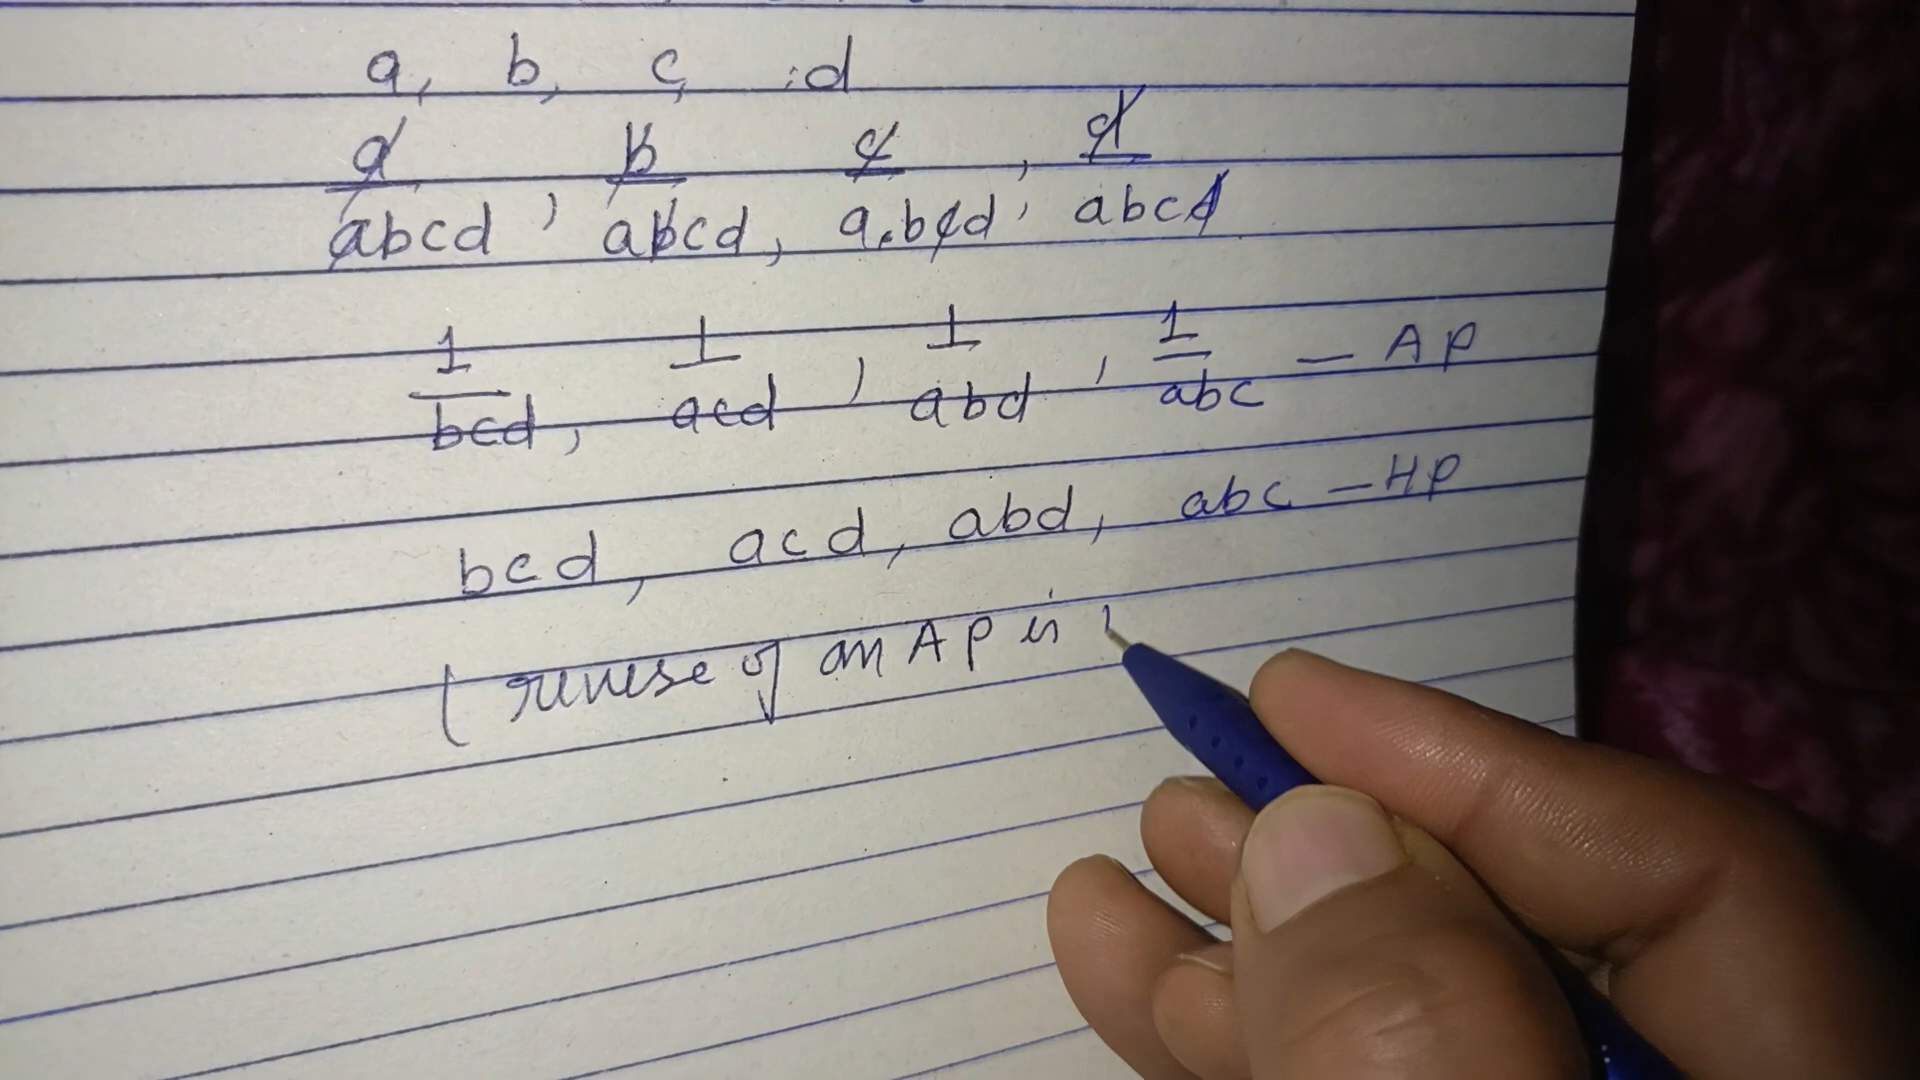 a, b, c, d
a/abcd, b/abcd, c/abcd, d/abcd
1/bcd, 1/acd, 1/abd, 1/abc - AP
bcd, acd, abd, abc - HP
( reverse of an AP is